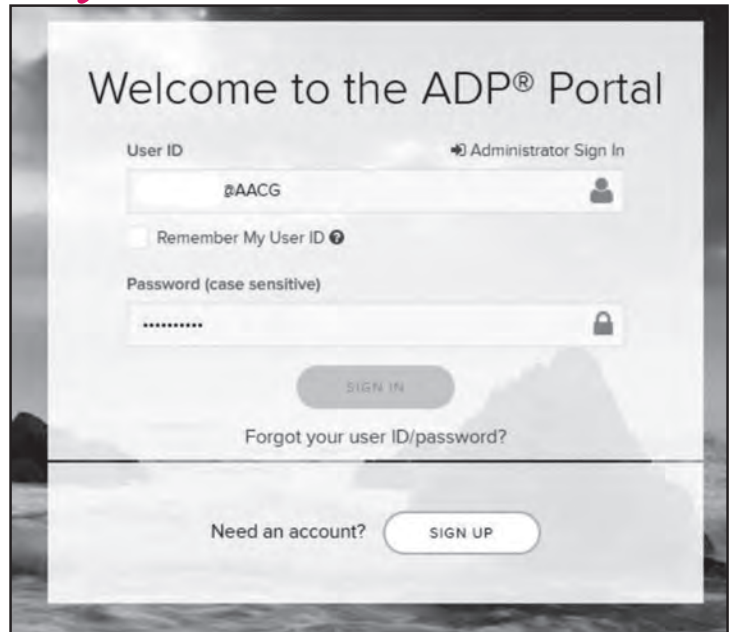 Welcome to the ADP® Portal
User ID
Administrator Sign In
@AACG
Remember My User ID
Password (case sensitive)
••••••••••
SIGN IN
Forgot your user ID/password?
Need an account?
SIGN UP